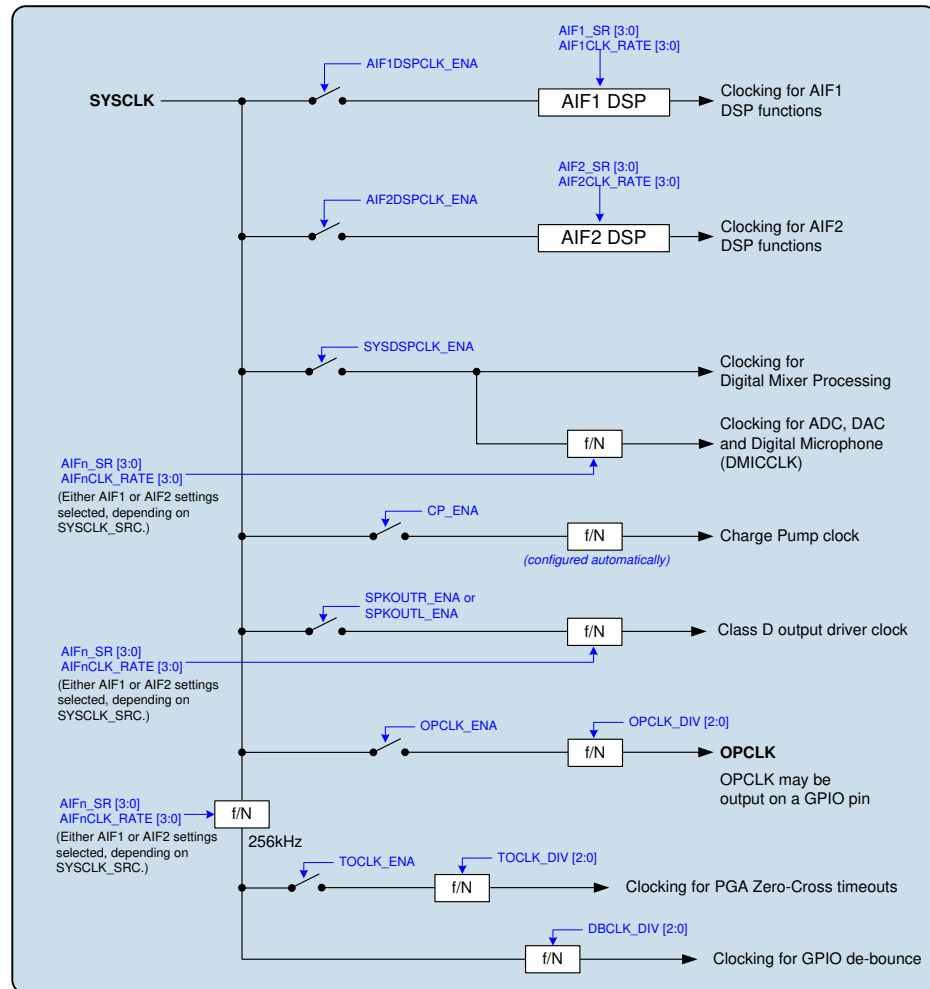 AIF1_SR [3:0]
AIF1CLK_RATE [3:0]
AIF1DSPCLK_ENA
SYSCLK
AIF1 DSP
Clocking for AIF1
DSP functions
AIF2_SR [3:0]
AIF2CLK_RATE [3:0]
AIF2DSPCLK_ENA
AIF2 DSP
Clocking for AIF2
DSP functions
SYSDSPCLK_ENA
Clocking for
Digital Mixer Processing
f/N
Clocking for ADC, DAC
and Digital Microphone
(DMICCLK)
AIFn_SR [3:0]
AIFnCLK_RATE [3:0]
(Either AIF1 or AIF2 settings
selected, depending on
SYSCLK_SRC.)
CP_ENA
f/N
Charge Pump clock
(configured automatically)
SPKOUTR_ENA or
SPKOUTL_ENA
f/N
Class D output driver clock
AIFn_SR [3:0]
AIFnCLK_RATE [3:0]
(Either AIF1 or AIF2 settings
selected, depending on
SYSCLK_SRC.)
OPCLK_ENA
OPCLK_DIV [2:0]
f/N
OPCLK
OPCLK may be
output on a GPIO pin
AIFn_SR [3:0]
AIFnCLK_RATE [3:0]
(Either AIF1 or AIF2 settings
selected, depending on
SYSCLK_SRC.)
f/N
256kHz
TOCLK_ENA
TOCLK_DIV [2:0]
f/N
Clocking for PGA Zero-Cross timeouts
DBCLK_DIV [2:0]
f/N
Clocking for GPIO de-bounce